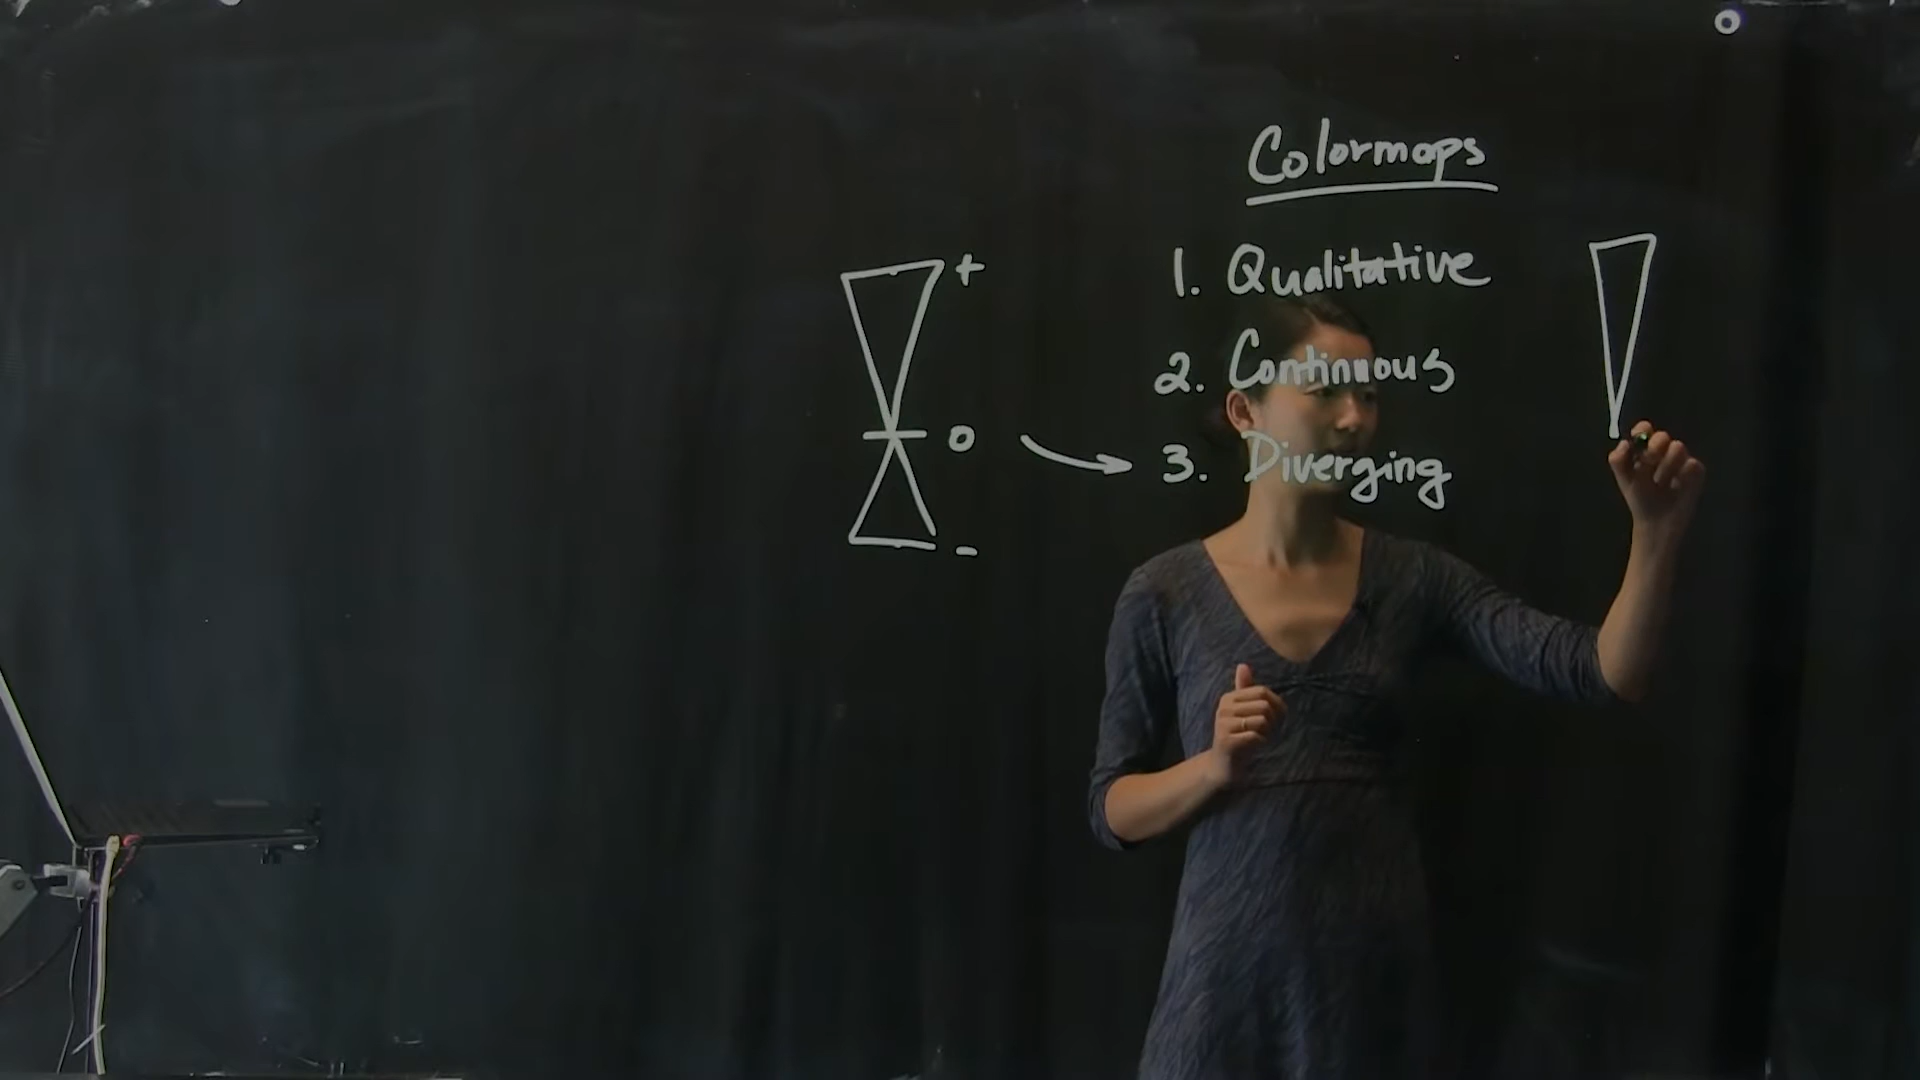 Colormaps
1. Qualitative
2. Continuous
3. Diverging
+
0
-